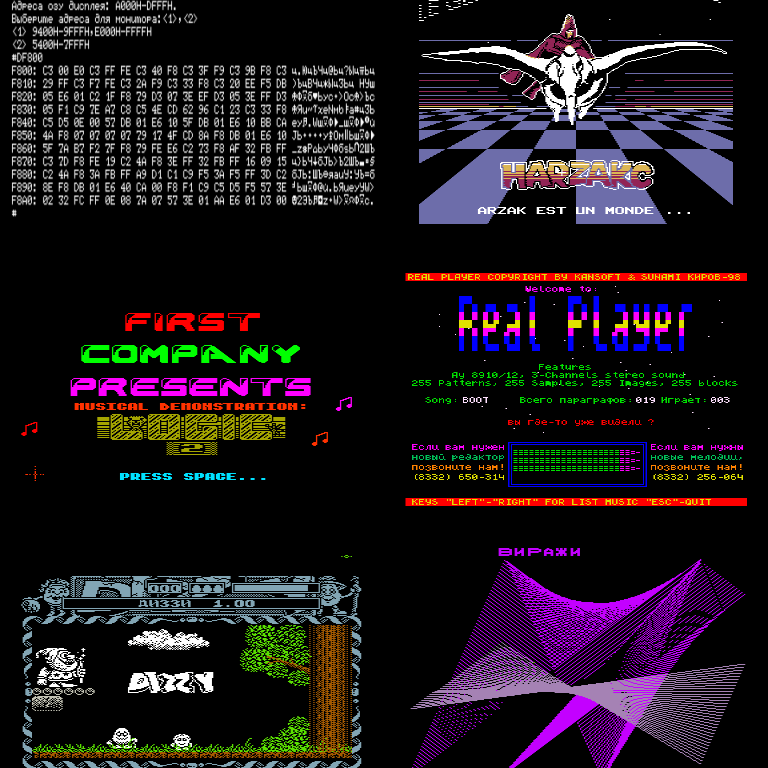 Адреса озу дисплея: A000H-DFFFH.
Выберите адреса для монитора:(1),(2)
(1) 9400H-9FFFH,E000H-FFFFH
(2) 5400H-7FFFH
#DF800
F800: C3 00 E0 C3 FF FE C3 40 F8 C3 3F F9 C3 9B F8 C3
F810: 29 FF C3 F7 FE C3 2A F9 C3 33 F8 C3 20 EE F5 DB
F820: 05 E6 01 C2 1F F8 79 D3 07 3E EF D3 05 3E FF D3
F830: 05 F1 C9 7E A7 C8 C5 4E CD 62 96 C1 23 C3 33 F8
F840: C5 D5 0E 00 57 DB 01 E6 10 5F DB 01 E6 10 BB CA
F850: 4A F8 07 07 07 07 79 17 4F CD 8A F8 DB 01 E6 10
F860: 5F 7A B7 F2 7F F8 79 FE E6 C2 73 F8 AF 32 FB FF
F870: C3 7D F8 FE 19 C2 4A F8 3E FF 32 FB FF 16 09 15
F880: C2 4A F8 3A FB FF A9 D1 C1 C9 F5 3A F5 FF 3D C2
F890: 8E F8 DB 01 E6 40 CA 00 F8 F1 C9 C5 D5 F5 57 3E
F8A0: 02 32 FC FF 0E 08 7A 07 57 3E 01 AA E6 01 D3 00
#
HARZAKC
ARZAK EST UN MONDE ...
FIRST
COMPANY
PRESENTS
MUSICAL DEMONSTRATION:
2
PRESS SPACE...
REAL PLAYER COPYRIGHT BY KANSOFT & SUNAMI КИРОВ-98
Welcome to:
Real Player
Features
Ay 8910/12, 3-Channels stereo sound
255 Patterns, 255 Samples, 255 Images, 255 blocks
Song: BOOT Всего параграфов: 019 Играет: 003
вы где-то уже видели ?
Если вам нужен
новый редактор
позвоните нам!
(8332) 650-314
Если вам нужны
новые мелодии,
позвоните нам!
(8332) 256-064
KEYS "LEFT"-"RIGHT" FOR LIST MUSIC "ESC"-QUIT
ДИЗЗИ 1.00
DIZZY
ВИРАЖИ